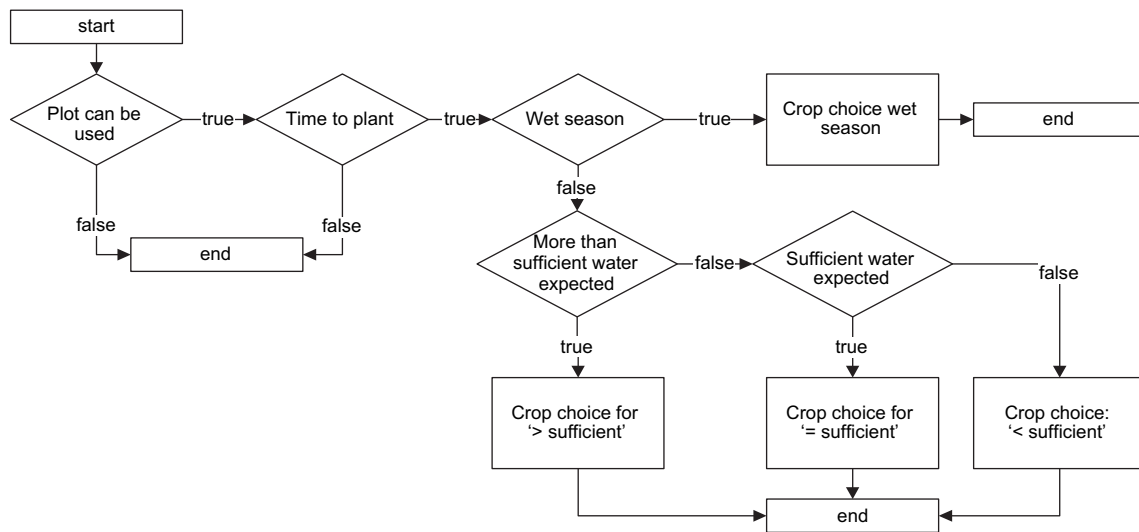 start
Plot can be
used
true
Time to plant
true
Wet season
true
Crop choice wet
season
end
false
false
false
end
More than
sufficient water
expected
false
Sufficient water
expected
false
true
true
Crop choice for
‘> sufficient’
Crop choice for
‘= sufficient’
Crop choice:
‘< sufficient’
end